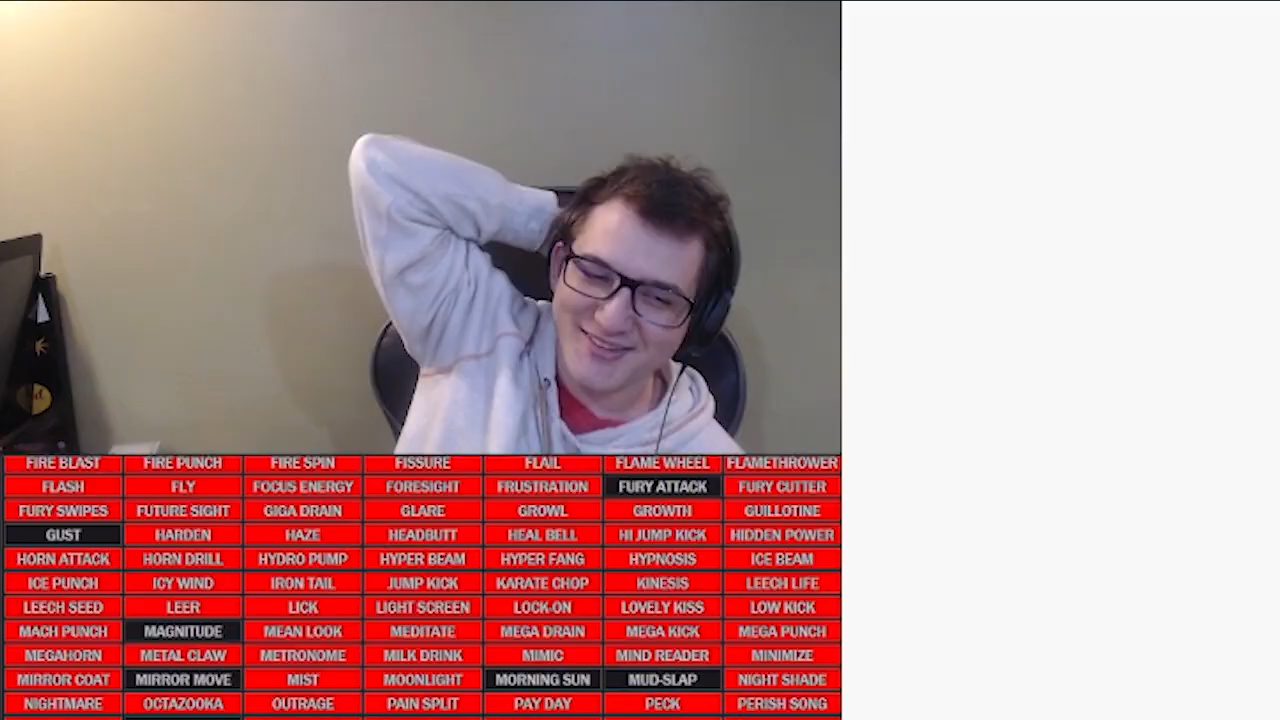 FIRE BLAST FIRE PUNCH FIRE SPIN FISSURE FLAIL FLAME WHEEL FLAMETHROWER
FLASH FLY FOCUS ENERGY FORESIGHT FRUSTRATION FURY ATTACK FURY CUTTER
FURY SWIPES FUTURE SIGHT GIGA DRAIN GLARE GROWL GROWTH GUILLOTINE
GUST HARDEN HAZE HEADBUTT HEAL BELL HI JUMP KICK HIDDEN POWER
HORN ATTACK HORN DRILL HYDRO PUMP HYPER BEAM HYPER FANG HYPNOSIS ICE BEAM
ICE PUNCH ICY WIND IRON TAIL JUMP KICK KARATE CHOP KINESIS LEECH LIFE
LEECH SEED LEER LICK LIGHT SCREEN LOCK-ON LOVELY KISS LOW KICK
MACH PUNCH MAGNITUDE MEAN LOOK MEDITATE MEGA DRAIN MEGA KICK MEGA PUNCH
MEGAHORN METAL CLAW METRONOME MILK DRINK MIMIC MIND READER MINIMIZE
MIRROR COAT MIRROR MOVE MIST MOONLIGHT MORNING SUN MUD-SLAP NIGHT SHADE
NIGHTMARE OCTAZOOKA OUTRAGE PAIN SPLIT PAY DAY PECK PERISH SONG